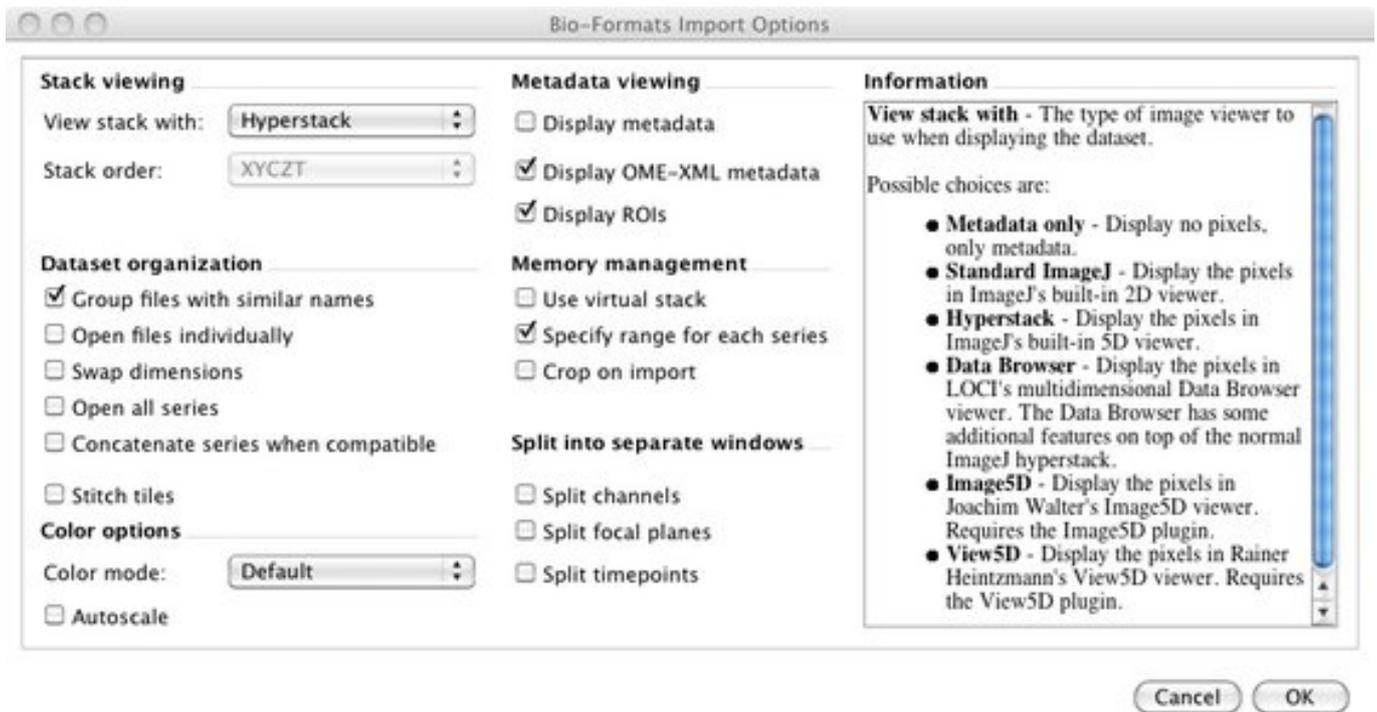 Bio-Formats Import Options
Stack viewing
View stack with: Hyperstack
Stack order: XYCZT
Dataset organization
Group files with similar names
Open files individually
Swap dimensions
Open all series
Concatenate series when compatible
Stitch tiles
Color options
Color mode: Default
Autoscale
Metadata viewing
Display metadata
Display OME-XML metadata
Display ROIs
Memory management
Use virtual stack
Specify range for each series
Crop on import
Split into separate windows
Split channels
Split focal planes
Split timepoints
Information
View stack with - The type of image viewer to
use when displaying the dataset.
Possible choices are:
● Metadata only - Display no pixels,
only metadata.
● Standard ImageJ - Display the pixels
in ImageJ's built-in 2D viewer.
● Hyperstack - Display the pixels in
ImageJ's built-in 5D viewer.
● Data Browser - Display the pixels in
LOCI's multidimensional Data Browser
viewer. The Data Browser has some
additional features on top of the normal
ImageJ hyperstack.
● Image5D - Display the pixels in
Joachim Walter's Image5D viewer.
Requires the Image5D plugin.
● View5D - Display the pixels in Rainer
Heintzmann's View5D viewer. Requires
the View5D plugin.
Cancel
OK